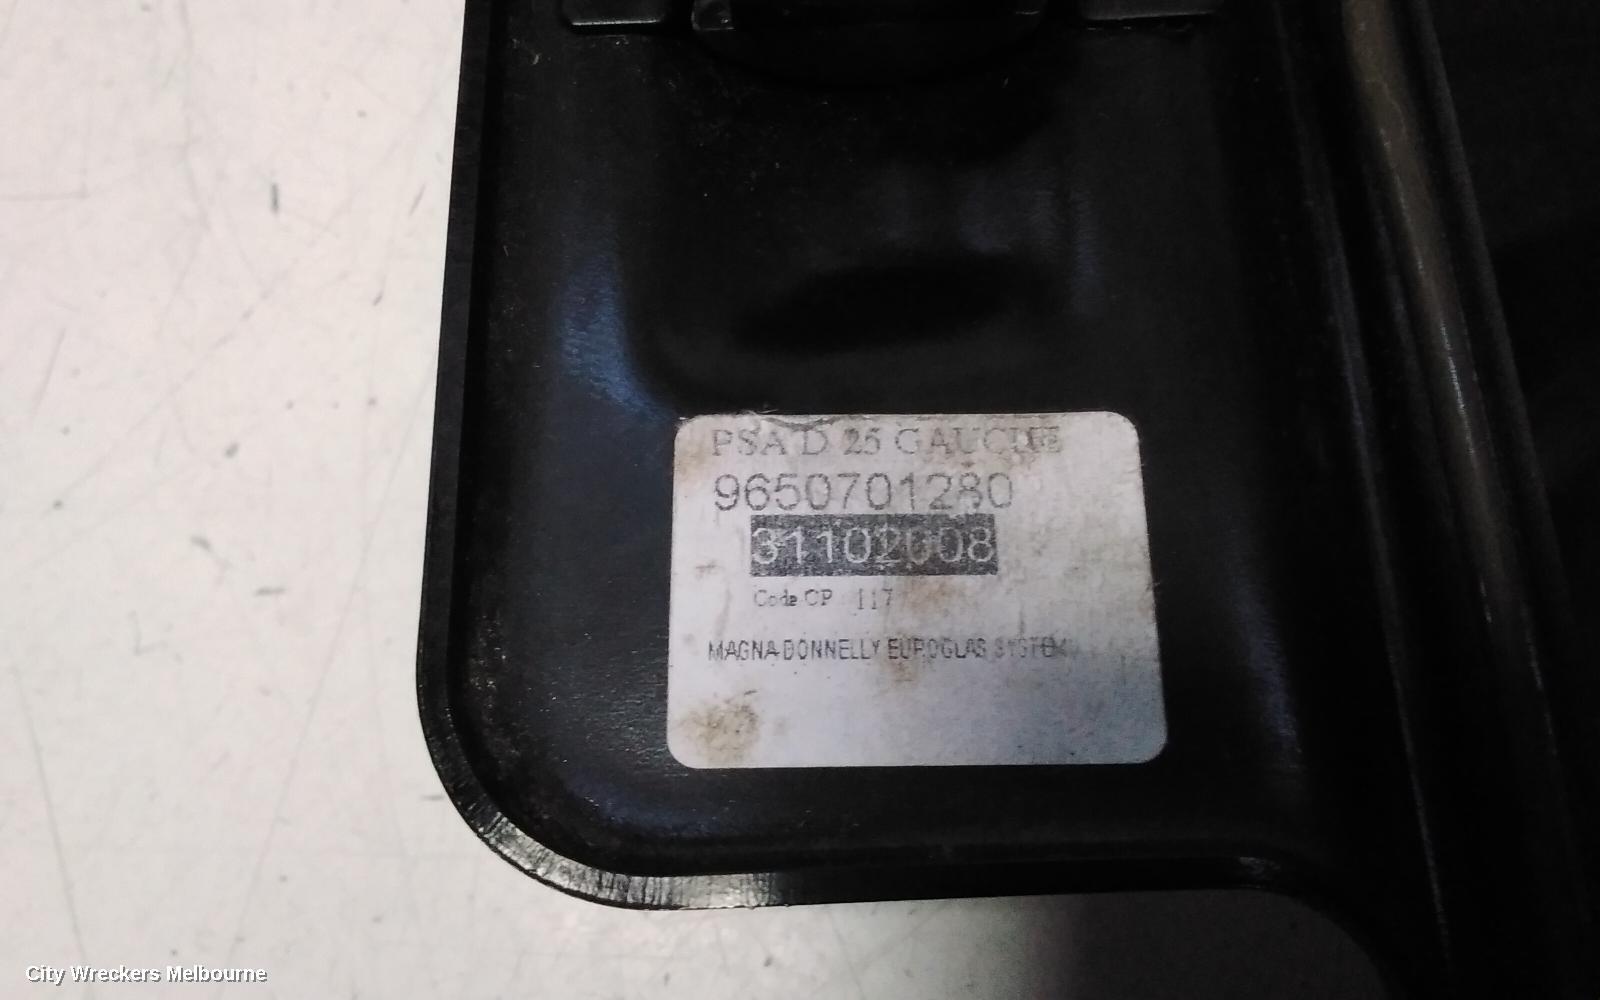 PSA D 25 GAUCHE
9650701280
31102008
Code CP 117
MAGNA DONNELLY EUROGLAS SYSTEM
City Wreckers Melbourne